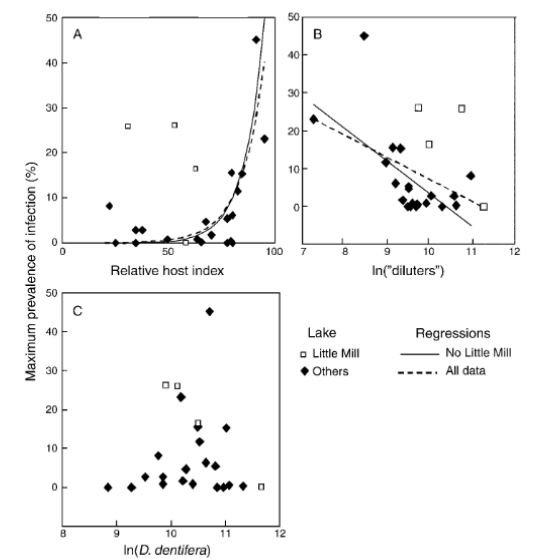 A
B
Maximum prevalence of infection (%)
50
40
30
20
10
0
0
50
100
Relative host index
50
40
30
20
10
0
7
8
9
10
11
12
ln("diluters")
C
50
40
30
20
10
0
8
9
10
11
12
ln(D. dentifera)
Lake
Little Mill
Others
Regressions
No Little Mill
All data